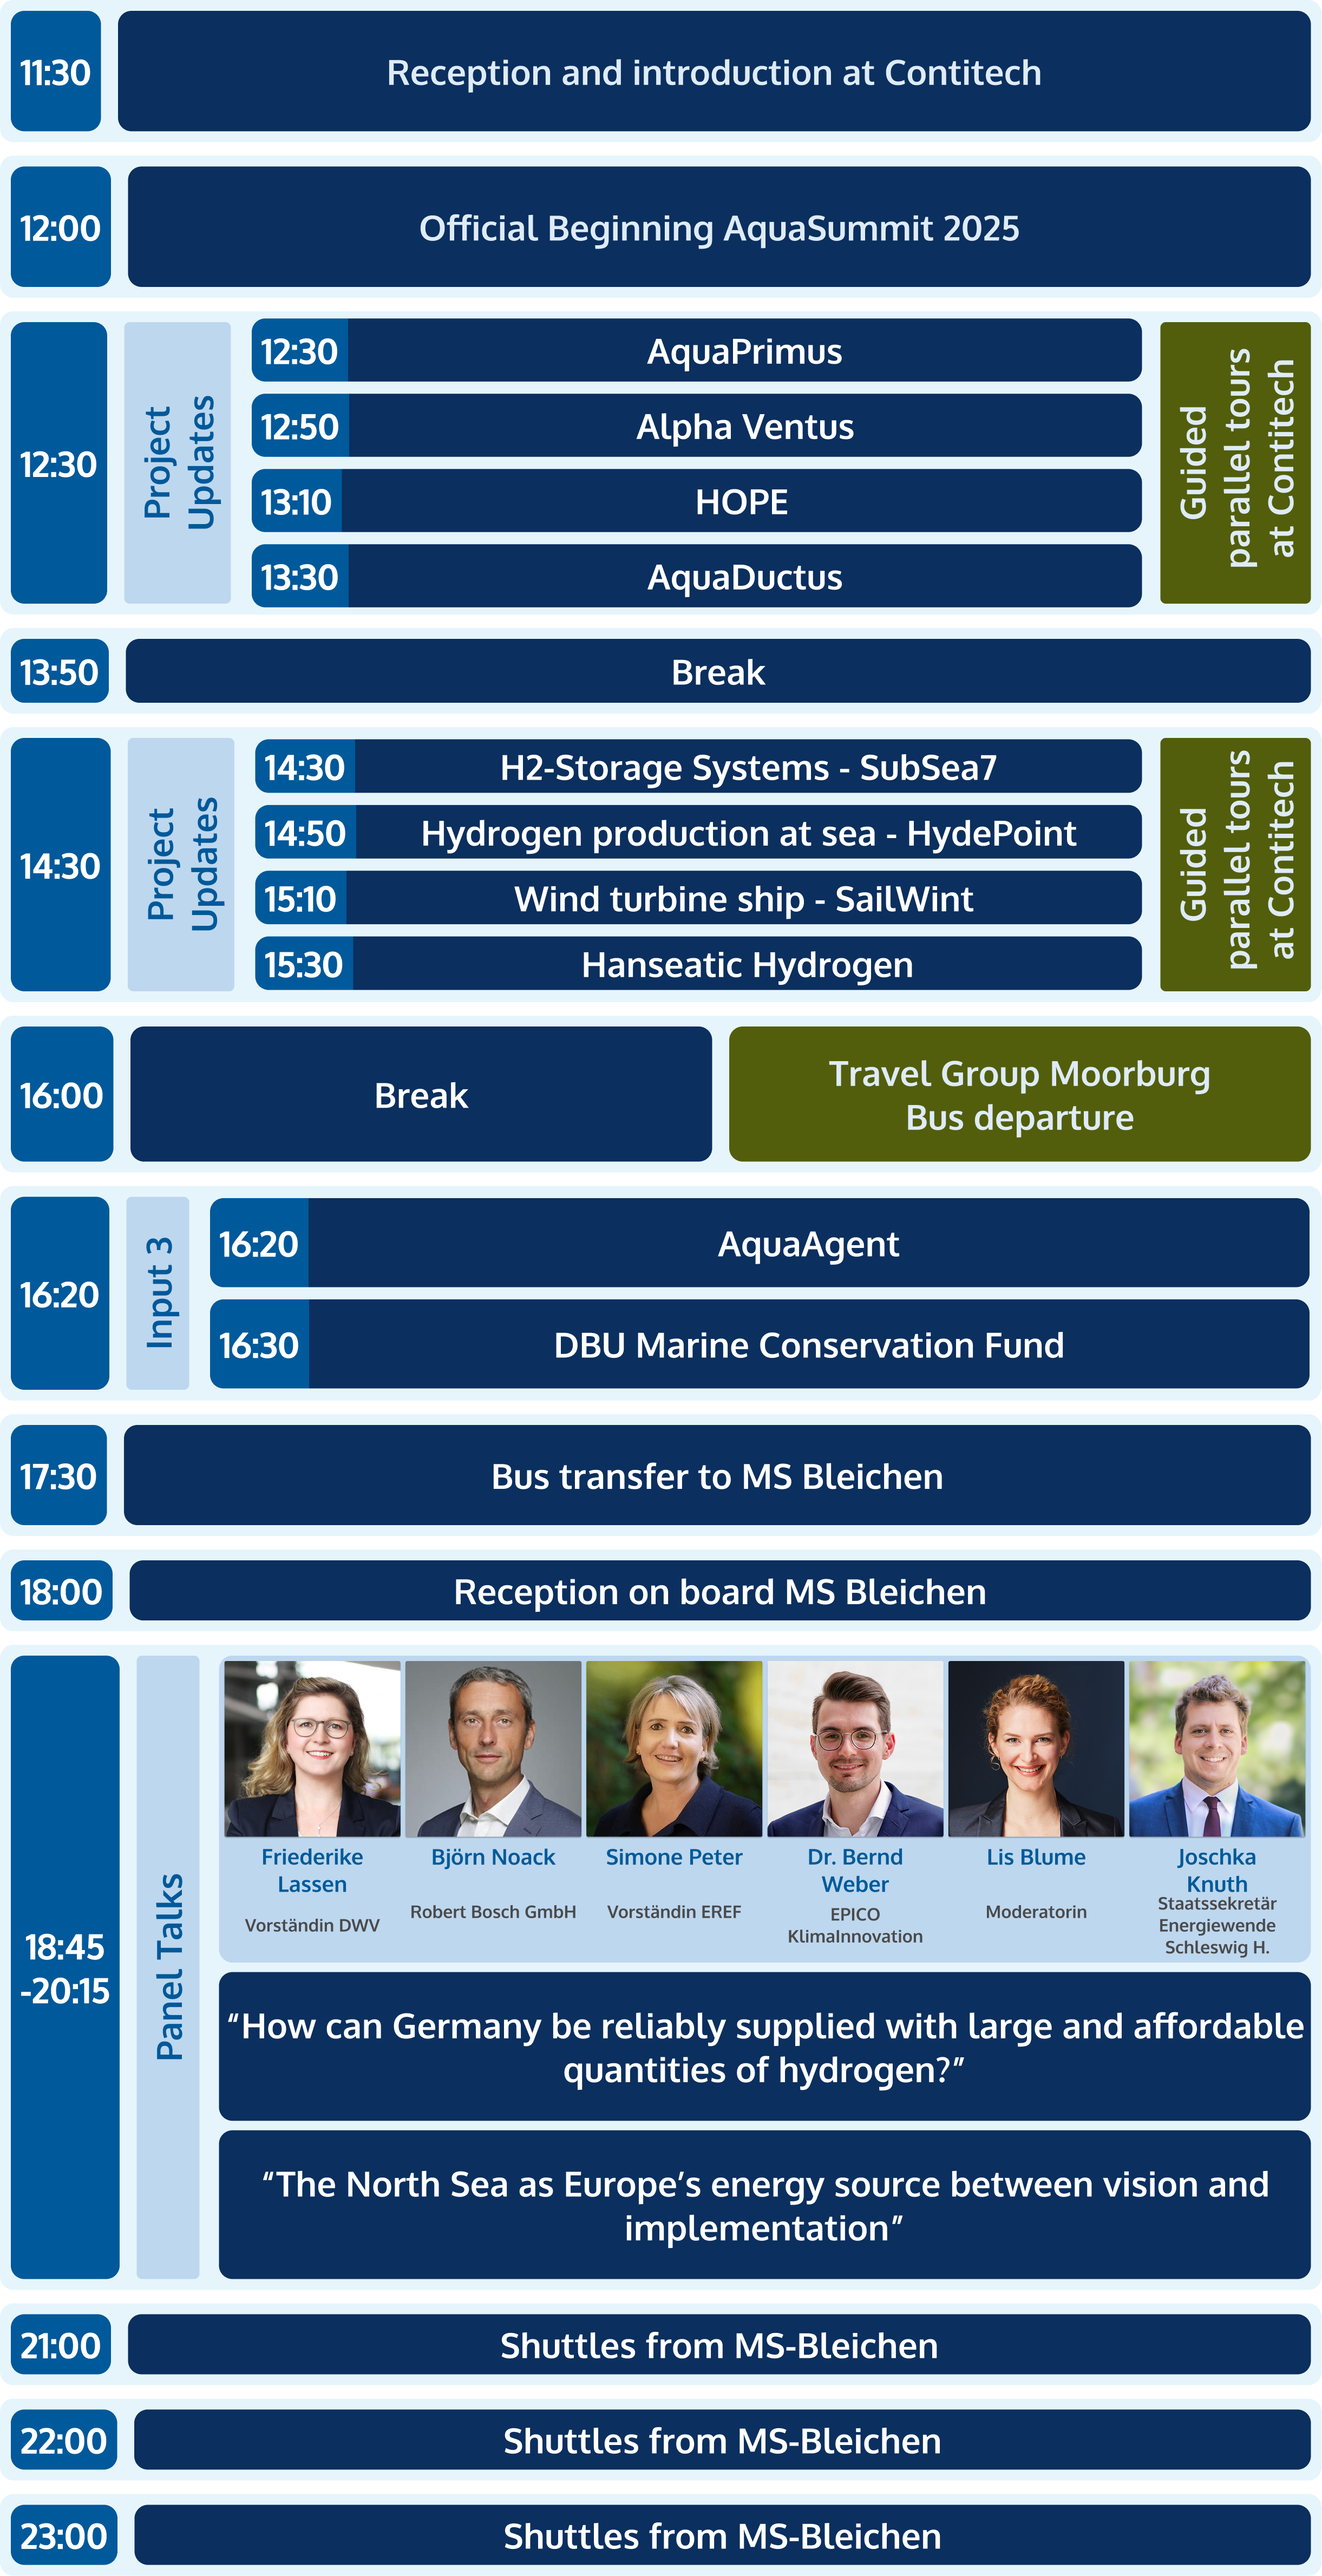 11:30
Reception and introduction at Contitech
12:00
Official Beginning AquaSummit 2025
12:30
Project
Updates
12:30
AquaPrimus
12:50
Alpha Ventus
13:10
HOPE
13:30
AquaDuctus
Guided
parallel tours
at Contitech
13:50
Break
14:30
Project
Updates
14:30
H2-Storage Systems - SubSea7
14:50
Hydrogen production at sea - HydePoint
15:10
Wind turbine ship - SailWint
15:30
Hanseatic Hydrogen
Guided
parallel tours
at Contitech
16:00
Break
Travel Group Moorburg
Bus departure
16:20
Input 3
16:20
AquaAgent
16:30
DBU Marine Conservation Fund
17:30
Bus transfer to MS Bleichen
18:00
Reception on board MS Bleichen
18:45
-20:15
Panel Talks
Friederike
Lassen
Vorständin DWV
Björn Noack
Robert Bosch GmbH
Simone Peter
Vorständin EREF
Dr. Bernd
Weber
EPICO
KlimaInnovation
Lis Blume
Moderatorin
Joschka
Knuth
Staatssekretär
Energiewende
Schleswig H.
“How can Germany be reliably supplied with large and affordable
quantities of hydrogen?”
“The North Sea as Europe’s energy source between vision and
implementation”
21:00
Shuttles from MS-Bleichen
22:00
Shuttles from MS-Bleichen
23:00
Shuttles from MS-Bleichen